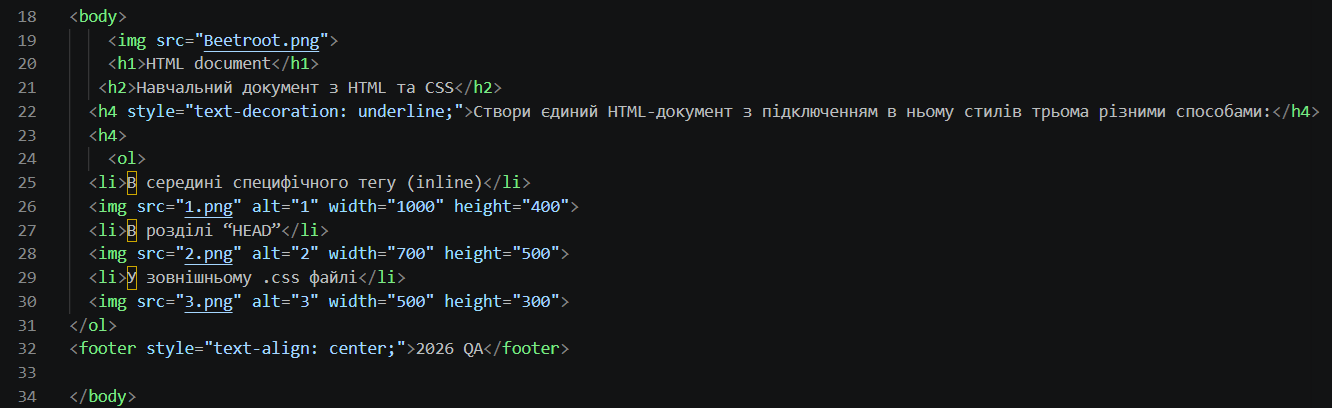 18 <body>
19 <img src="Beetroot.png">
20 <h1>HTML document</h1>
21 <h2>Навчальний документ з HTML та CSS</h2>
22 <h4 style="text-decoration: underline;">Створи єдиний HTML-документ з підключенням в ньому стилів трьома різними способами:</h4>
23 <h4>
24 <ol>
25 <li>В середині специфічного тегу (inline)</li>
26 <img src="1.png" alt="1" width="1000" height="400">
27 <li>В розділі “HEAD”</li>
28 <img src="2.png" alt="2" width="700" height="500">
29 <li>У зовнішньому .css файлі</li>
30 <img src="3.png" alt="3" width="500" height="300">
31 </ol>
32 <footer style="text-align: center;">2026 QA</footer>
33
34 </body>